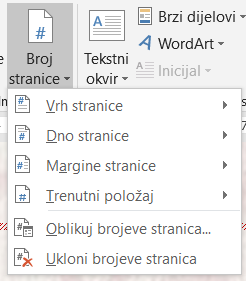 Broj
stranice
Tekstni
okvir
Brzi dijelovi
WordArt
Inicijal
Vrh stranice
Dno stranice
Margine stranice
Trenutni položaj
Oblikuj brojeve stranica...
Ukloni brojeve stranica